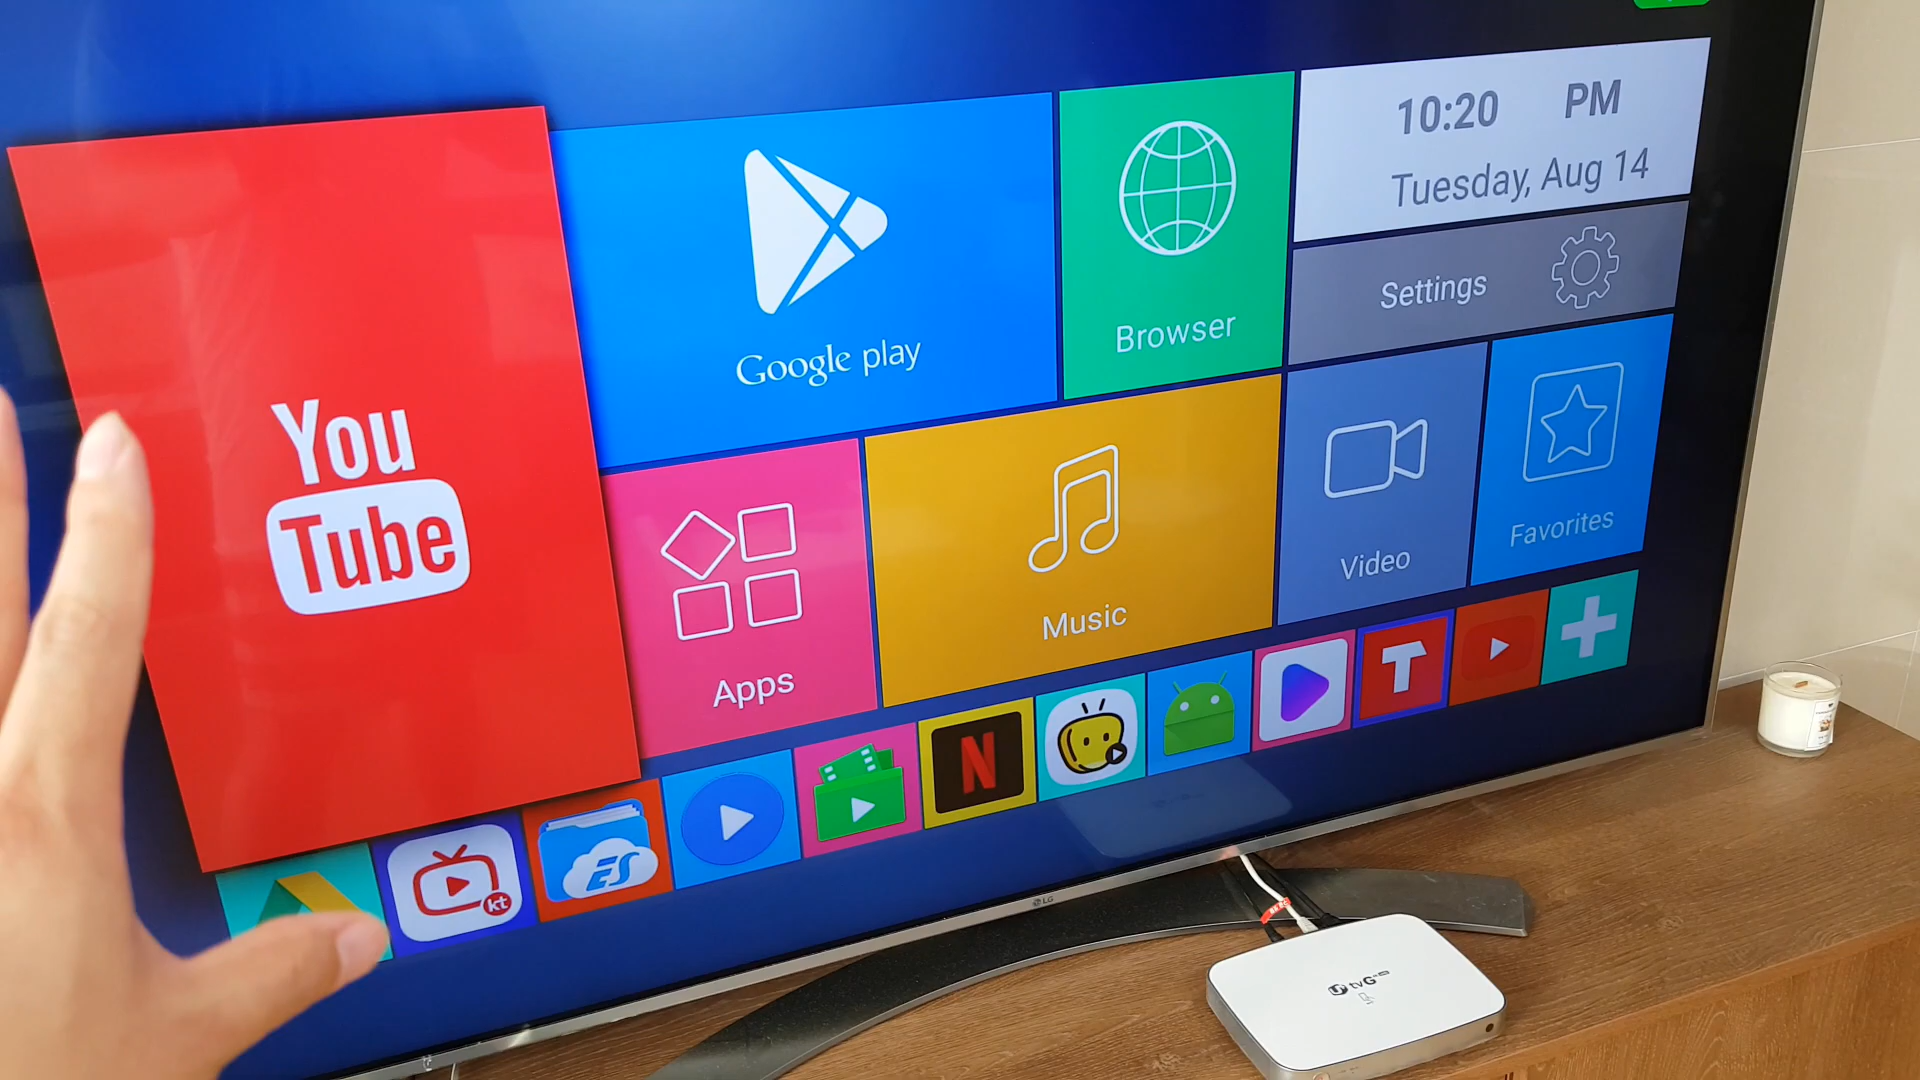 10:20 PM
Tuesday, Aug 14
You
Tube
Google play
Browser
Settings
Apps
Music
Video
Favorites
kt
ES
N
T
LG
U+ tvG